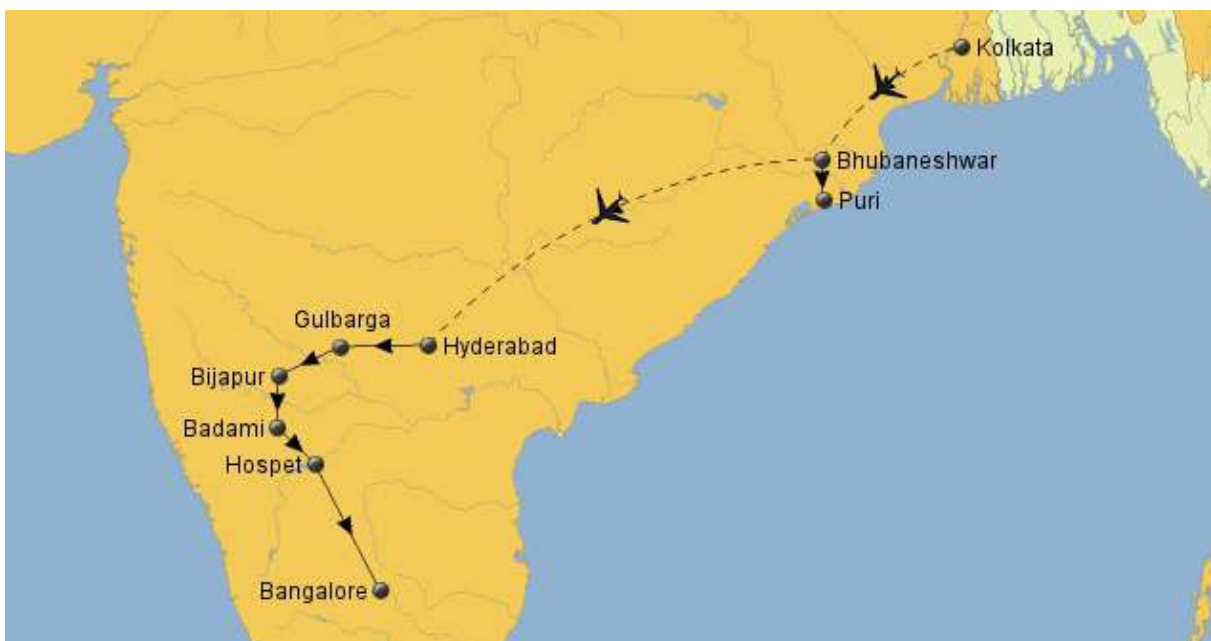 Kolkata
Bhubaneshwar
Puri
Gulbarga
Hyderabad
Bijapur
Badami
Hospet
Bangalore